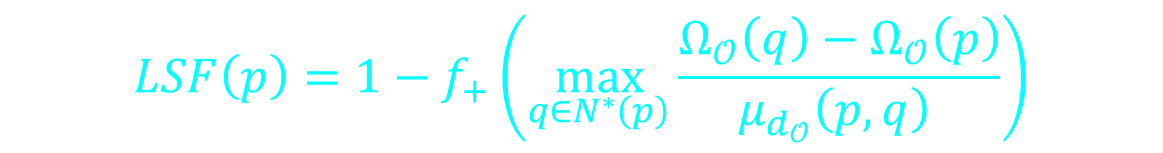 LSF(p) = 1 − f₊ ( max_{q∈N*(p)} (Ω_𝒪(q) − Ω_𝒪(p)) / (μ_{d_𝒪}(p, q)) )